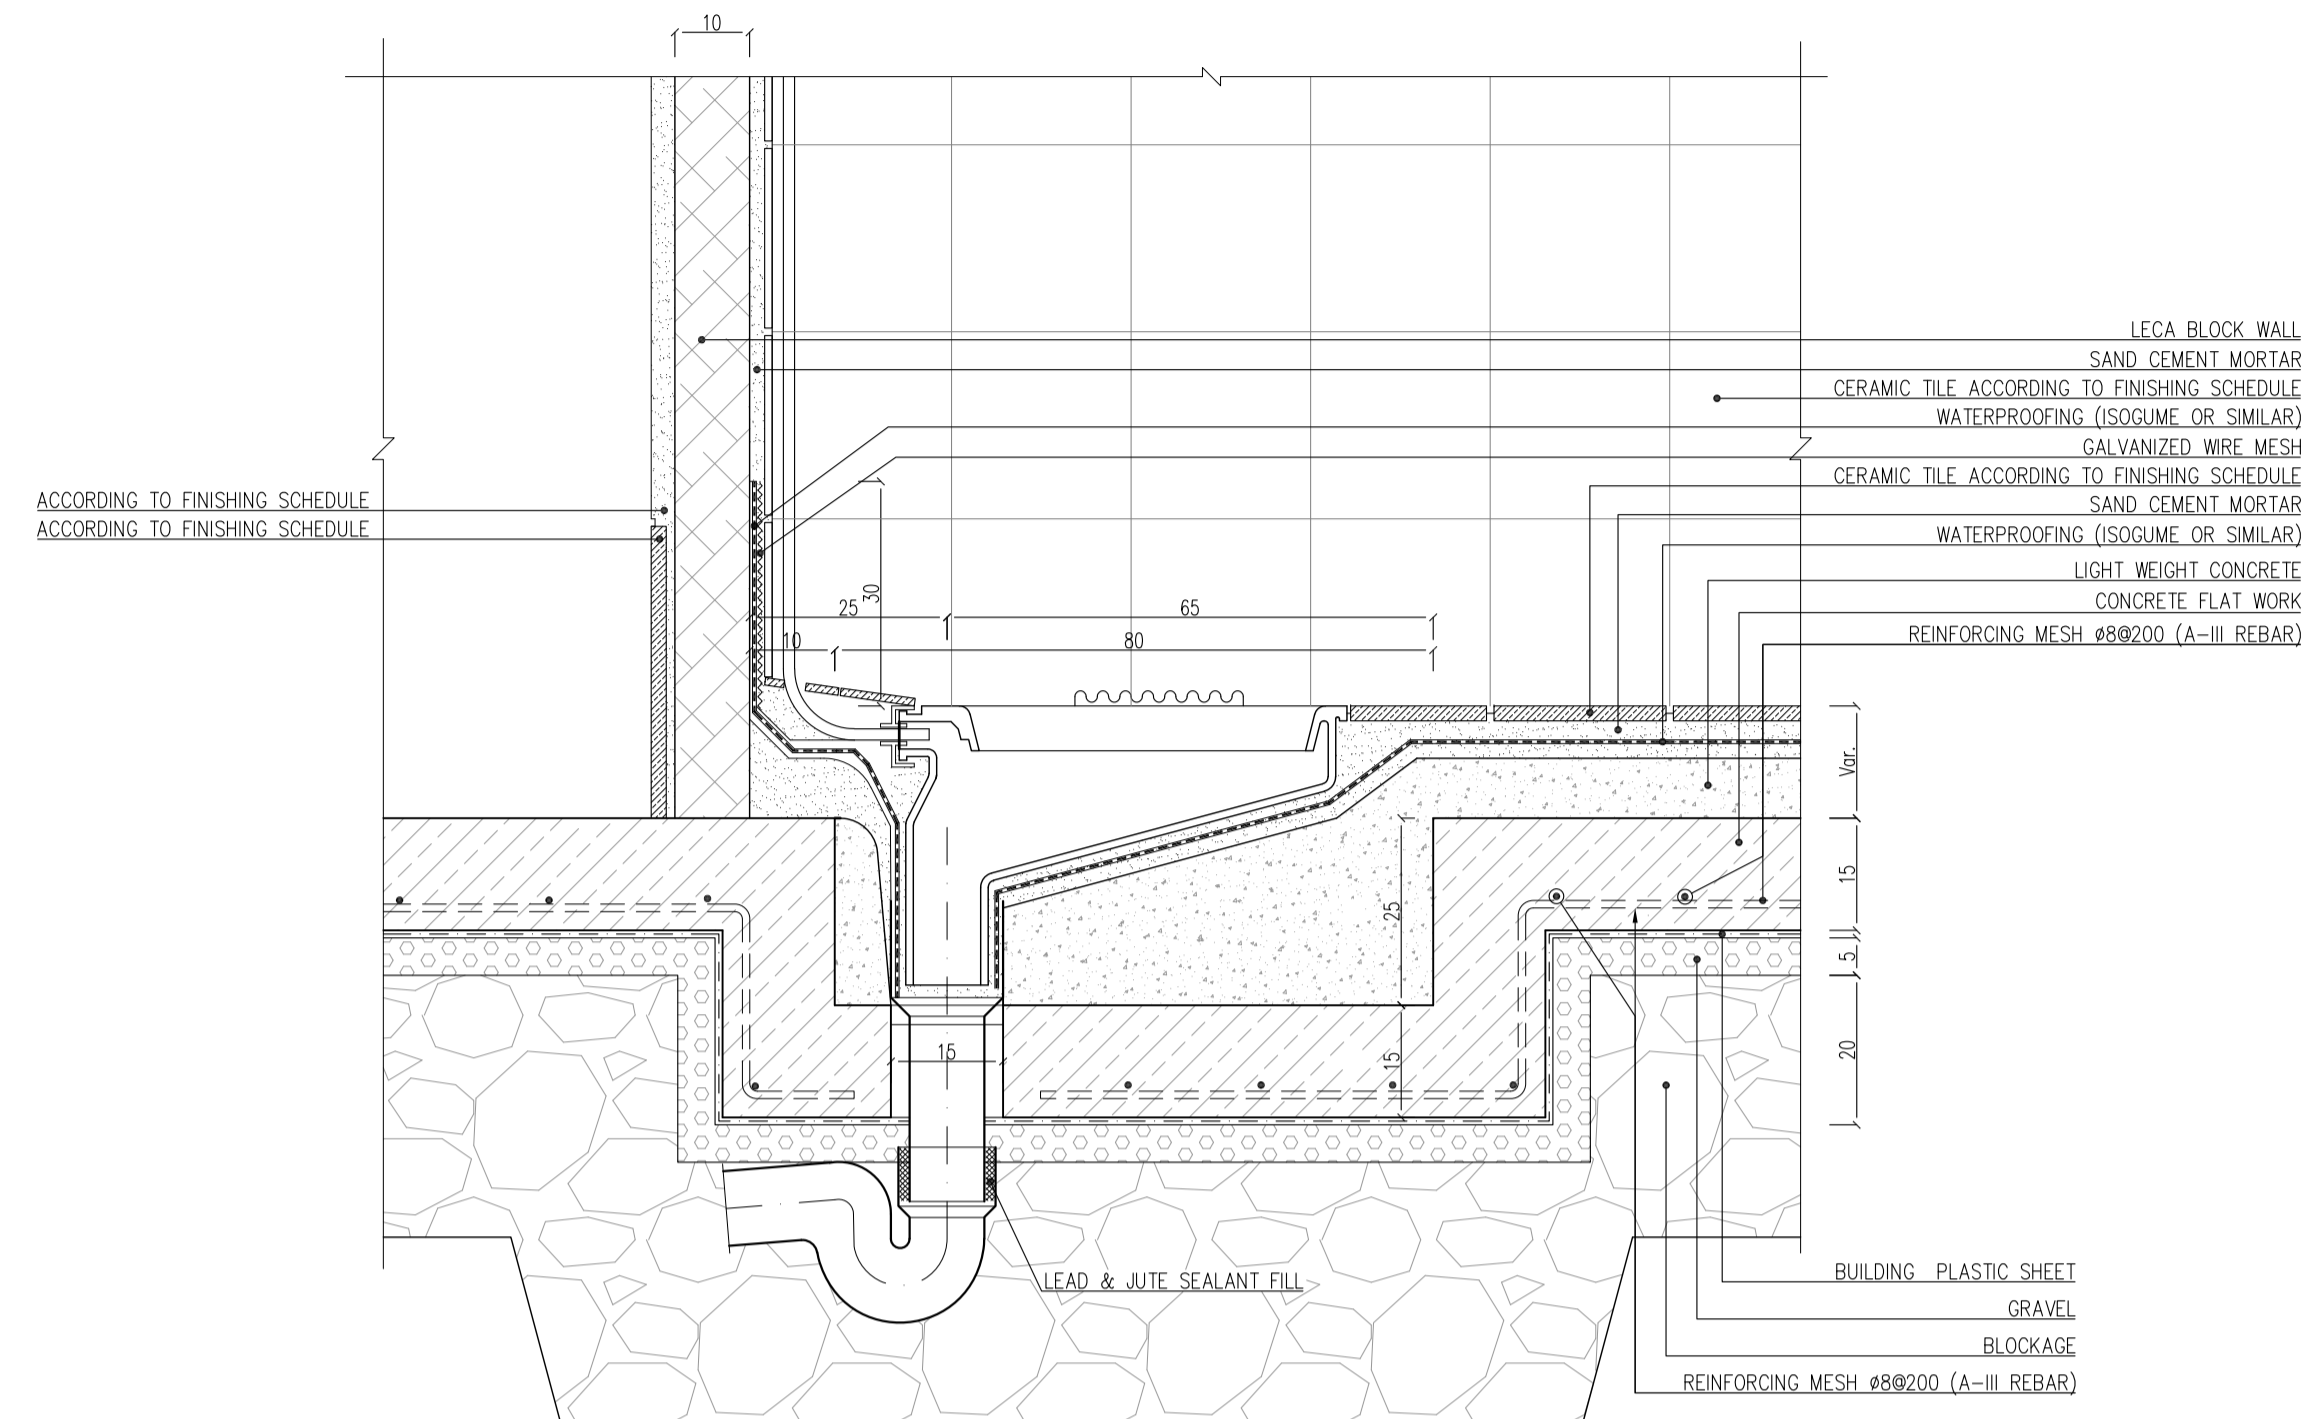 10
LECA BLOCK WALL
SAND CEMENT MORTAR
CERAMIC TILE ACCORDING TO FINISHING SCHEDULE
WATERPROOFING (ISOGUME OR SIMILAR)
GALVANIZED WIRE MESH
CERAMIC TILE ACCORDING TO FINISHING SCHEDULE
ACCORDING TO FINISHING SCHEDULE
SAND CEMENT MORTAR
ACCORDING TO FINISHING SCHEDULE
WATERPROOFING (ISOGUME OR SIMILAR)
LIGHT WEIGHT CONCRETE
30
CONCRETE FLAT WORK
25
65
REINFORCING MESH Ø8@200 (A-III REBAR)
10
80
Var.
15
25
5
20
15
15
BUILDING PLASTIC SHEET
LEAD & JUTE SEALANT FILL
GRAVEL
BLOCKAGE
REINFORCING MESH Ø8@200 (A-III REBAR)